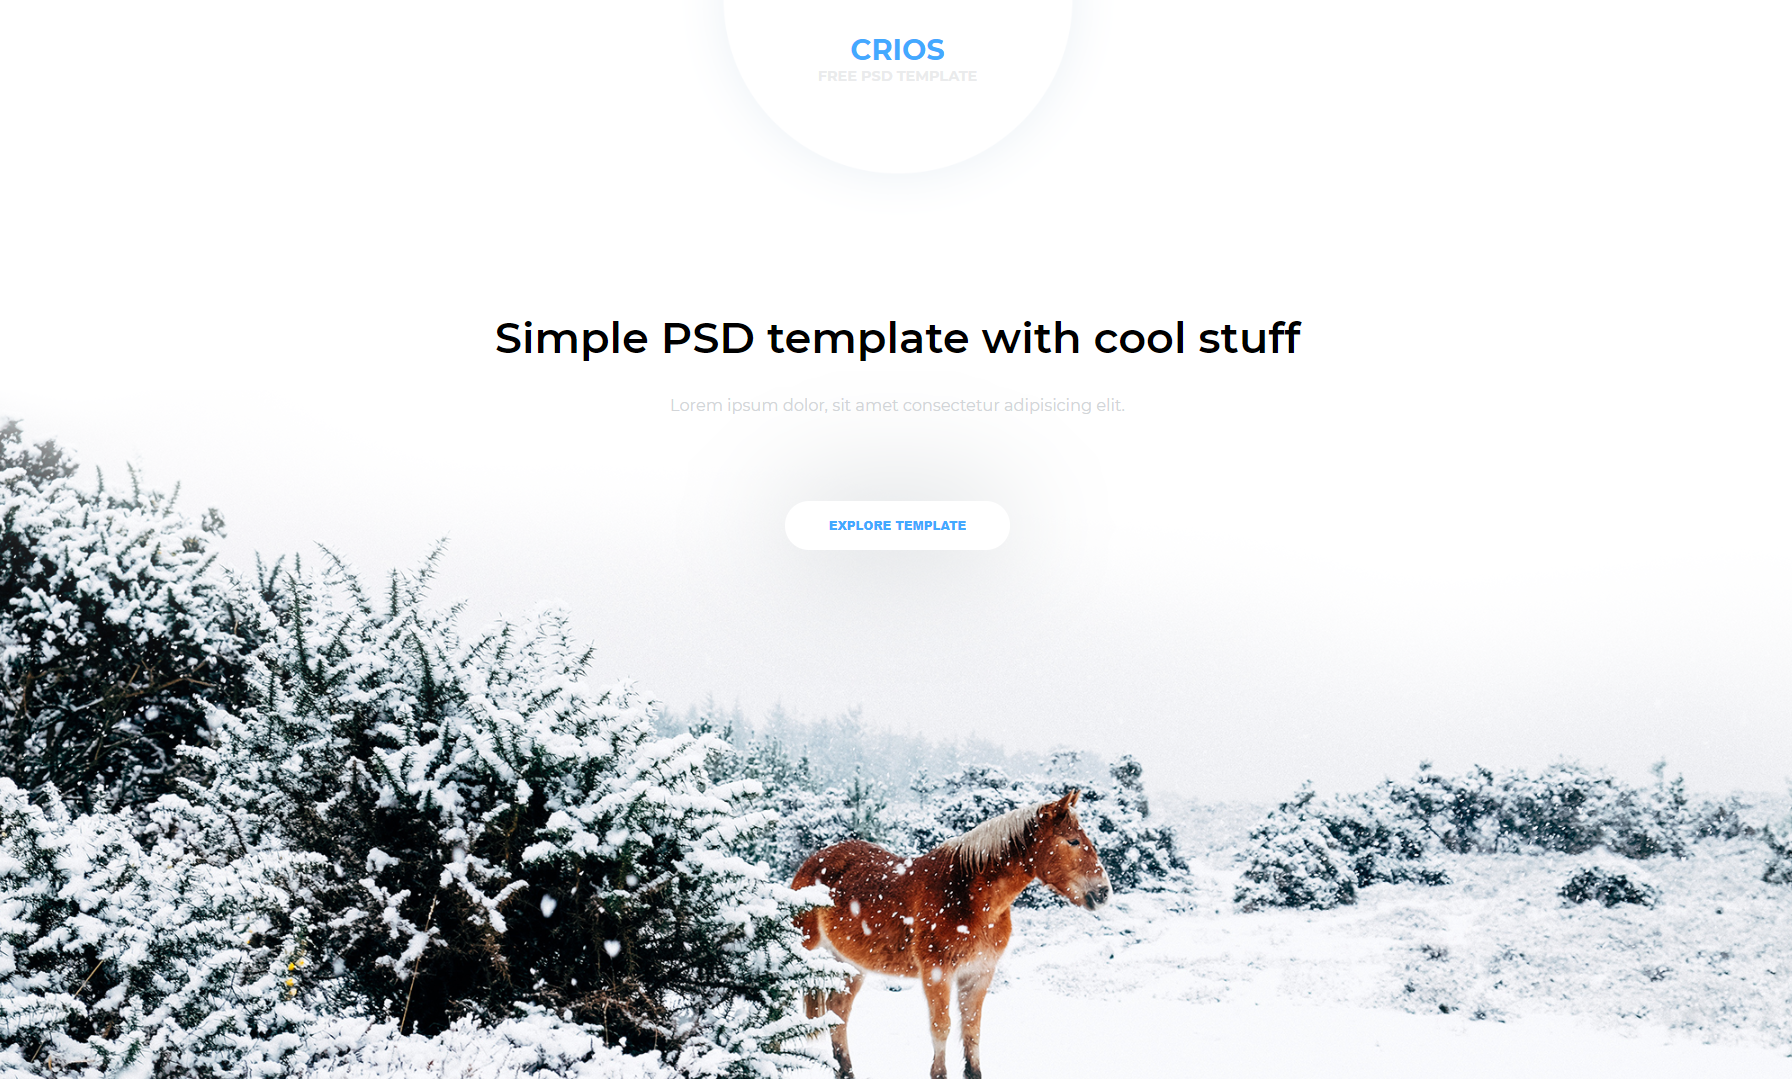 CRIOS
FREE PSD TEMPLATE
Simple PSD template with cool stuff
Lorem ipsum dolor, sit amet consectetur adipisicing elit.
EXPLORE TEMPLATE